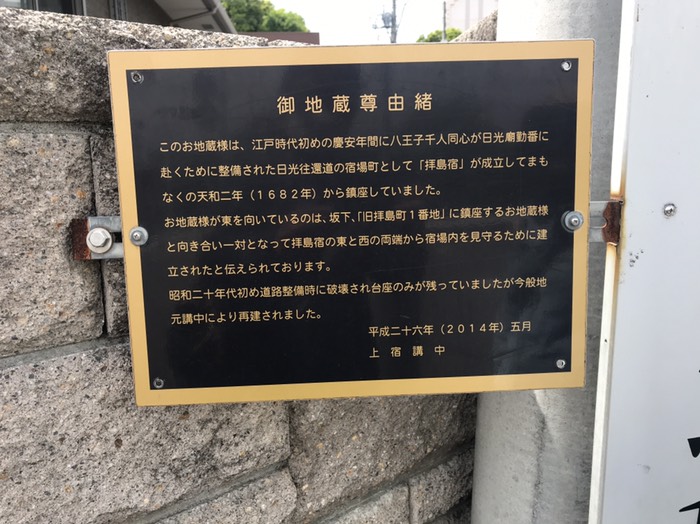 御地蔵尊由緒
このお地蔵様は、江戸時代初めの慶安年間に八王子千人同心が日光廟勤番に
赴くために整備された日光往還道の宿場町として「拝島宿」が成立してまも
なくの天和二年(1682年)から鎮座していました。
お地蔵様が東を向いているのは、坂下、「旧拝島町1番地」に鎮座するお地蔵様
と向き合い一対となって拝島宿の東と西の両端から宿場内を見守るために建
立されたと伝えられております。
昭和二十年代初め道路整備時に破壊され台座のみが残っていましたが今般地
元講中により再建されました。
平成二十六年(2014年)五月
上宿講中